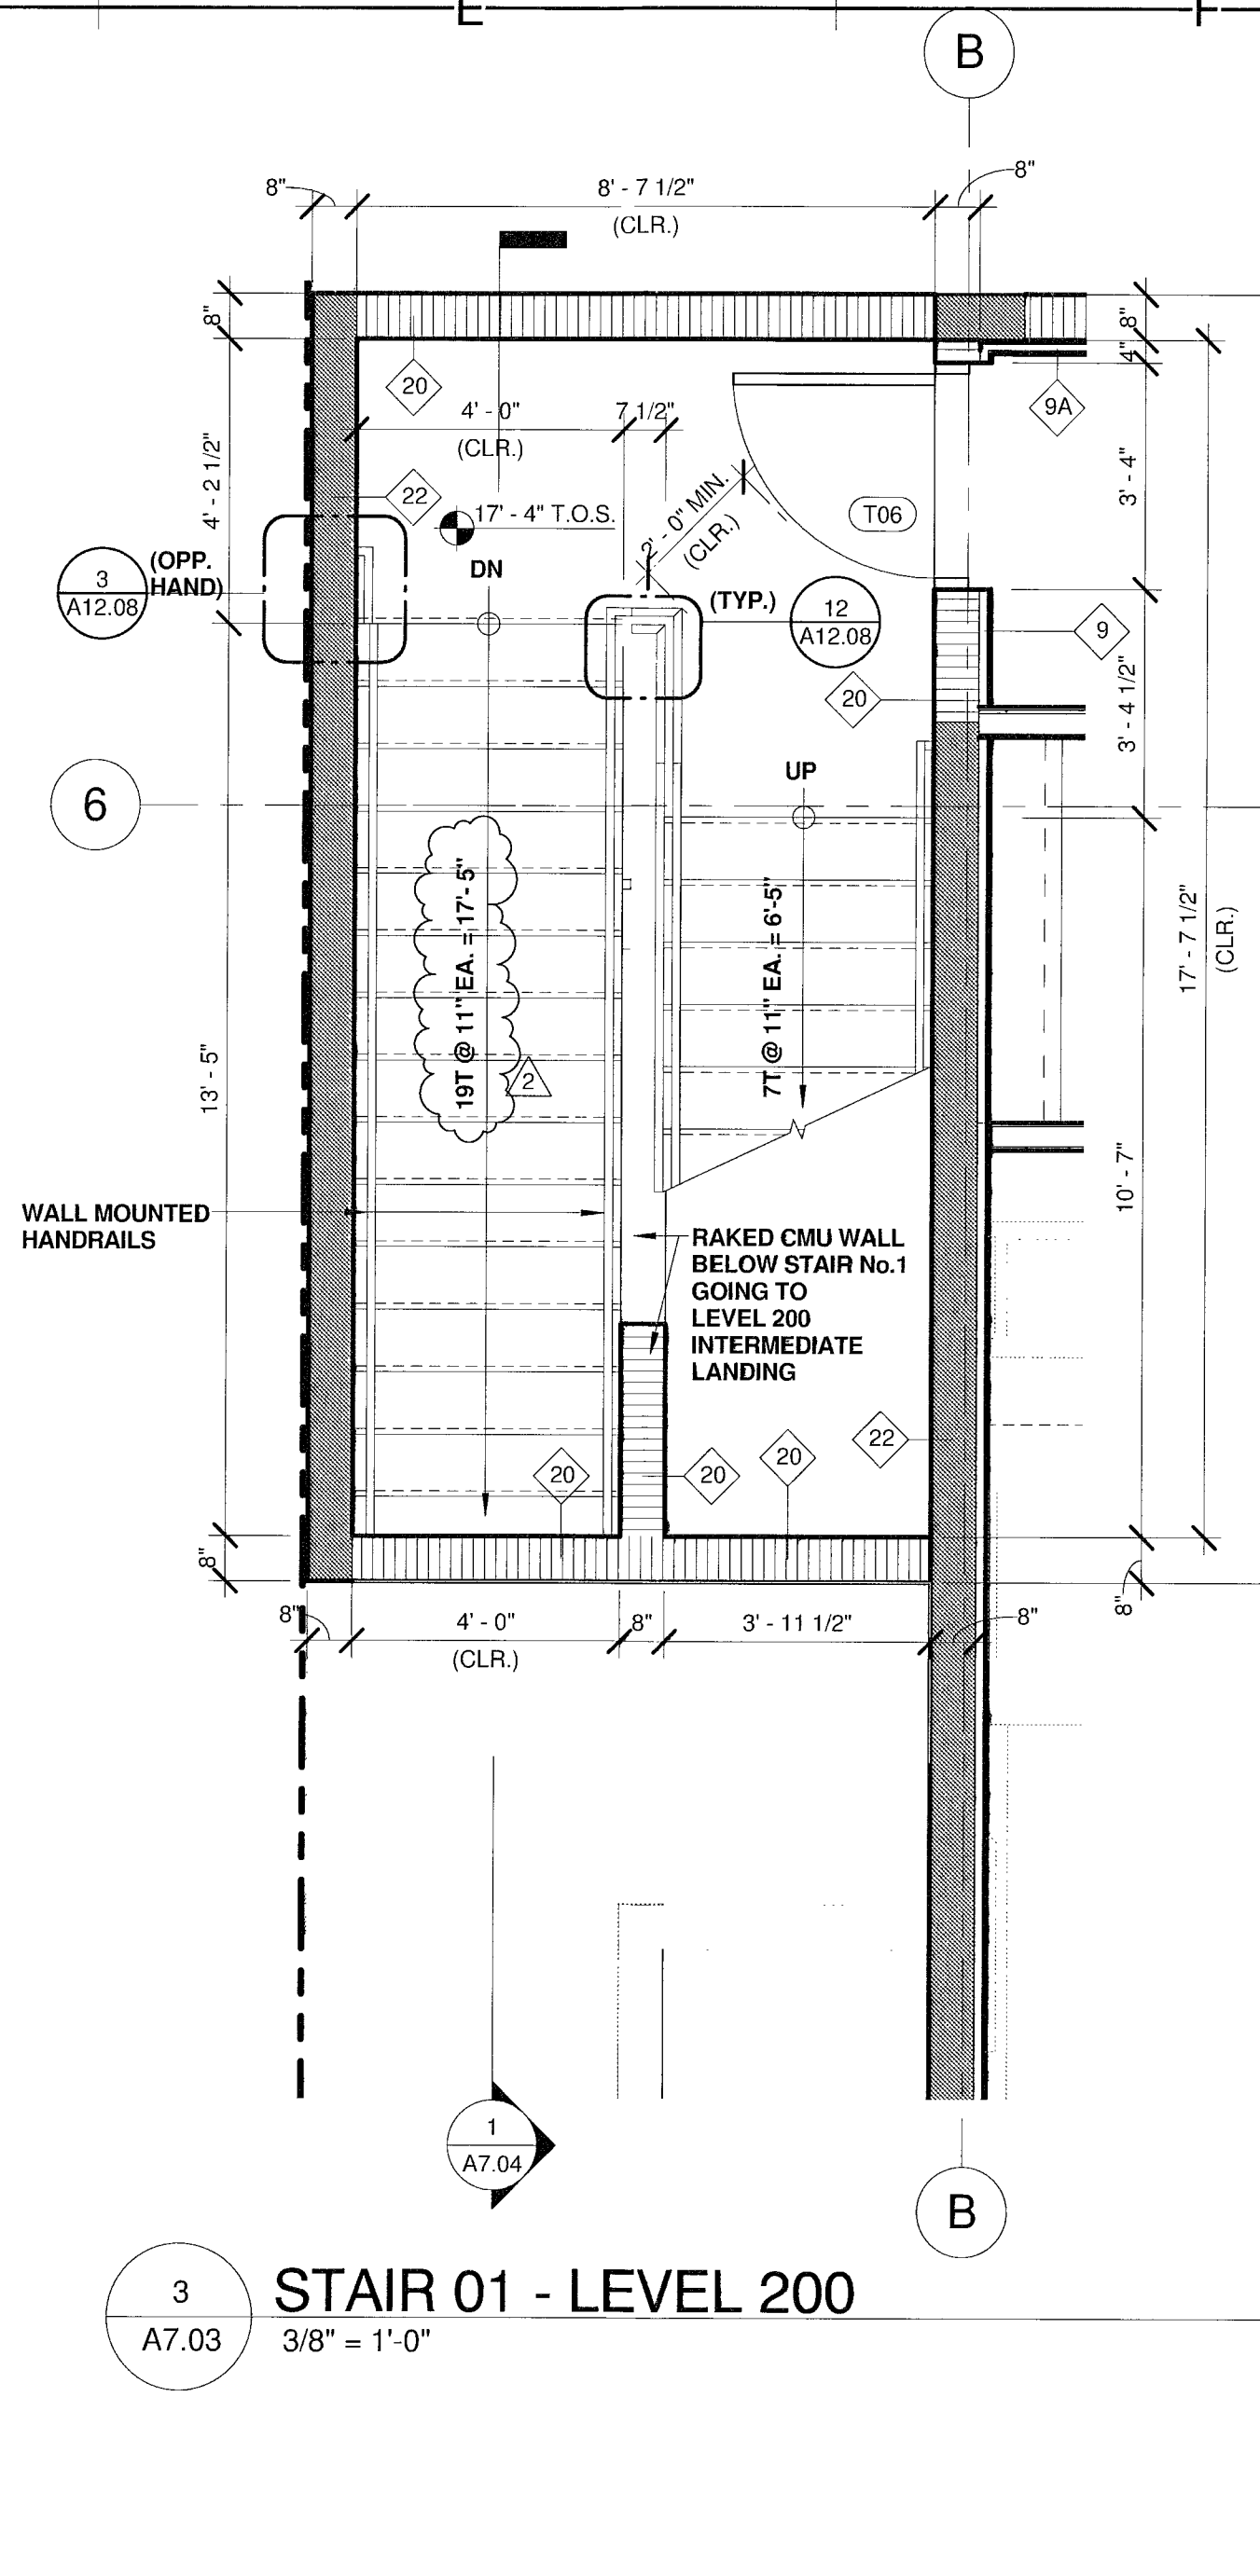 B
8"
8' - 7 1/2"
(CLR.)
8"
8"
8"
4"
20
9A
4' - 0"
(CLR.)
7 1/2"
4' - 2 1/2"
22
17' - 4" T.O.S.
2' - 0" MIN.
(CLR.)
T06
3' - 4"
DN
3
A12.08
(OPP.
HAND)
(TYP.)
12
A12.08
9
20
3' - 4 1/2"
UP
6
19T @ 11" EA. = 17'- 5"
2
7T @ 11" EA. = 6'-5"
17' - 7 1/2"
(CLR.)
13' - 5"
10' - 7"
WALL MOUNTED
HANDRAILS
RAKED CMU WALL
BELOW STAIR No.1
GOING TO
LEVEL 200
INTERMEDIATE
LANDING
22
20
20
20
8"
8"
8"
4' - 0"
(CLR.)
8"
3' - 11 1/2"
8"
1
A7.04
B
3
A7.03
STAIR 01 - LEVEL 200
3/8" = 1'-0"